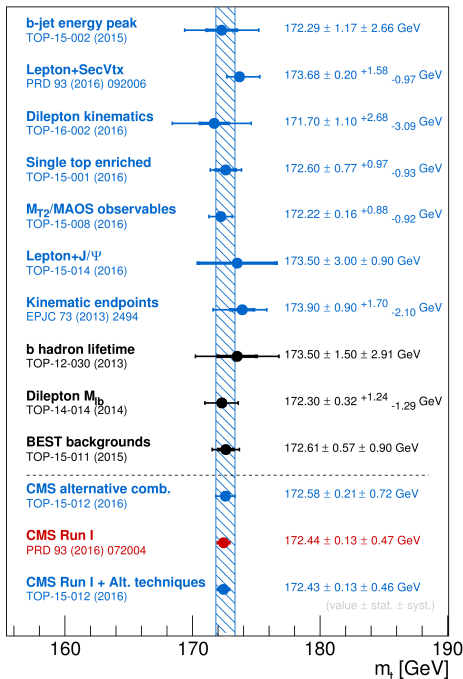 b-jet energy peak 172.29 ± 1.17 ± 2.66 GeV
TOP-15-002 (2015)
Lepton+SecVtx 173.68 ± 0.20 +1.58 -0.97 GeV
PRD 93 (2016) 092006
Dilepton kinematics 171.70 ± 1.10 +2.68 -3.09 GeV
TOP-16-002 (2016)
Single top enriched 172.60 ± 0.77 +0.97 -0.93 GeV
TOP-15-001 (2016)
MT2/MAOS observables 172.22 ± 0.16 +0.88 -0.92 GeV
TOP-15-008 (2016)
Lepton+J/Ψ 173.50 ± 3.00 ± 0.90 GeV
TOP-15-014 (2016)
Kinematic endpoints 173.90 ± 0.90 +1.70 -2.10 GeV
EPJC 73 (2013) 2494
b hadron lifetime 173.50 ± 1.50 ± 2.91 GeV
TOP-12-030 (2013)
Dilepton Mlb 172.30 ± 0.32 +1.24 -1.29 GeV
TOP-14-014 (2014)
BEST backgrounds 172.61 ± 0.57 ± 0.90 GeV
TOP-15-011 (2015)
CMS alternative comb. 172.58 ± 0.21 ± 0.72 GeV
TOP-15-012 (2016)
CMS Run I 172.44 ± 0.13 ± 0.47 GeV
PRD 93 (2016) 072004
CMS Run I + Alt. techniques 172.43 ± 0.13 ± 0.46 GeV
TOP-15-012 (2016)
(value ± stat. ± syst.)
160 170 180 190
mt [GeV]